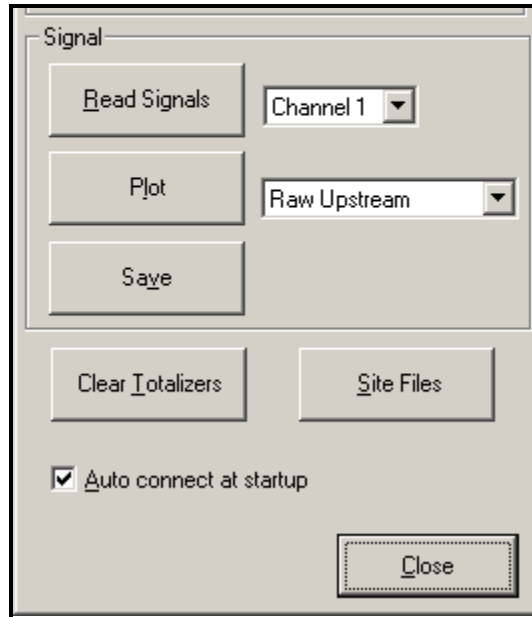 Signal
Read Signals
Channel 1
Plot
Raw Upstream
Save
Clear Totalizers
Site Files
Auto connect at startup
Close